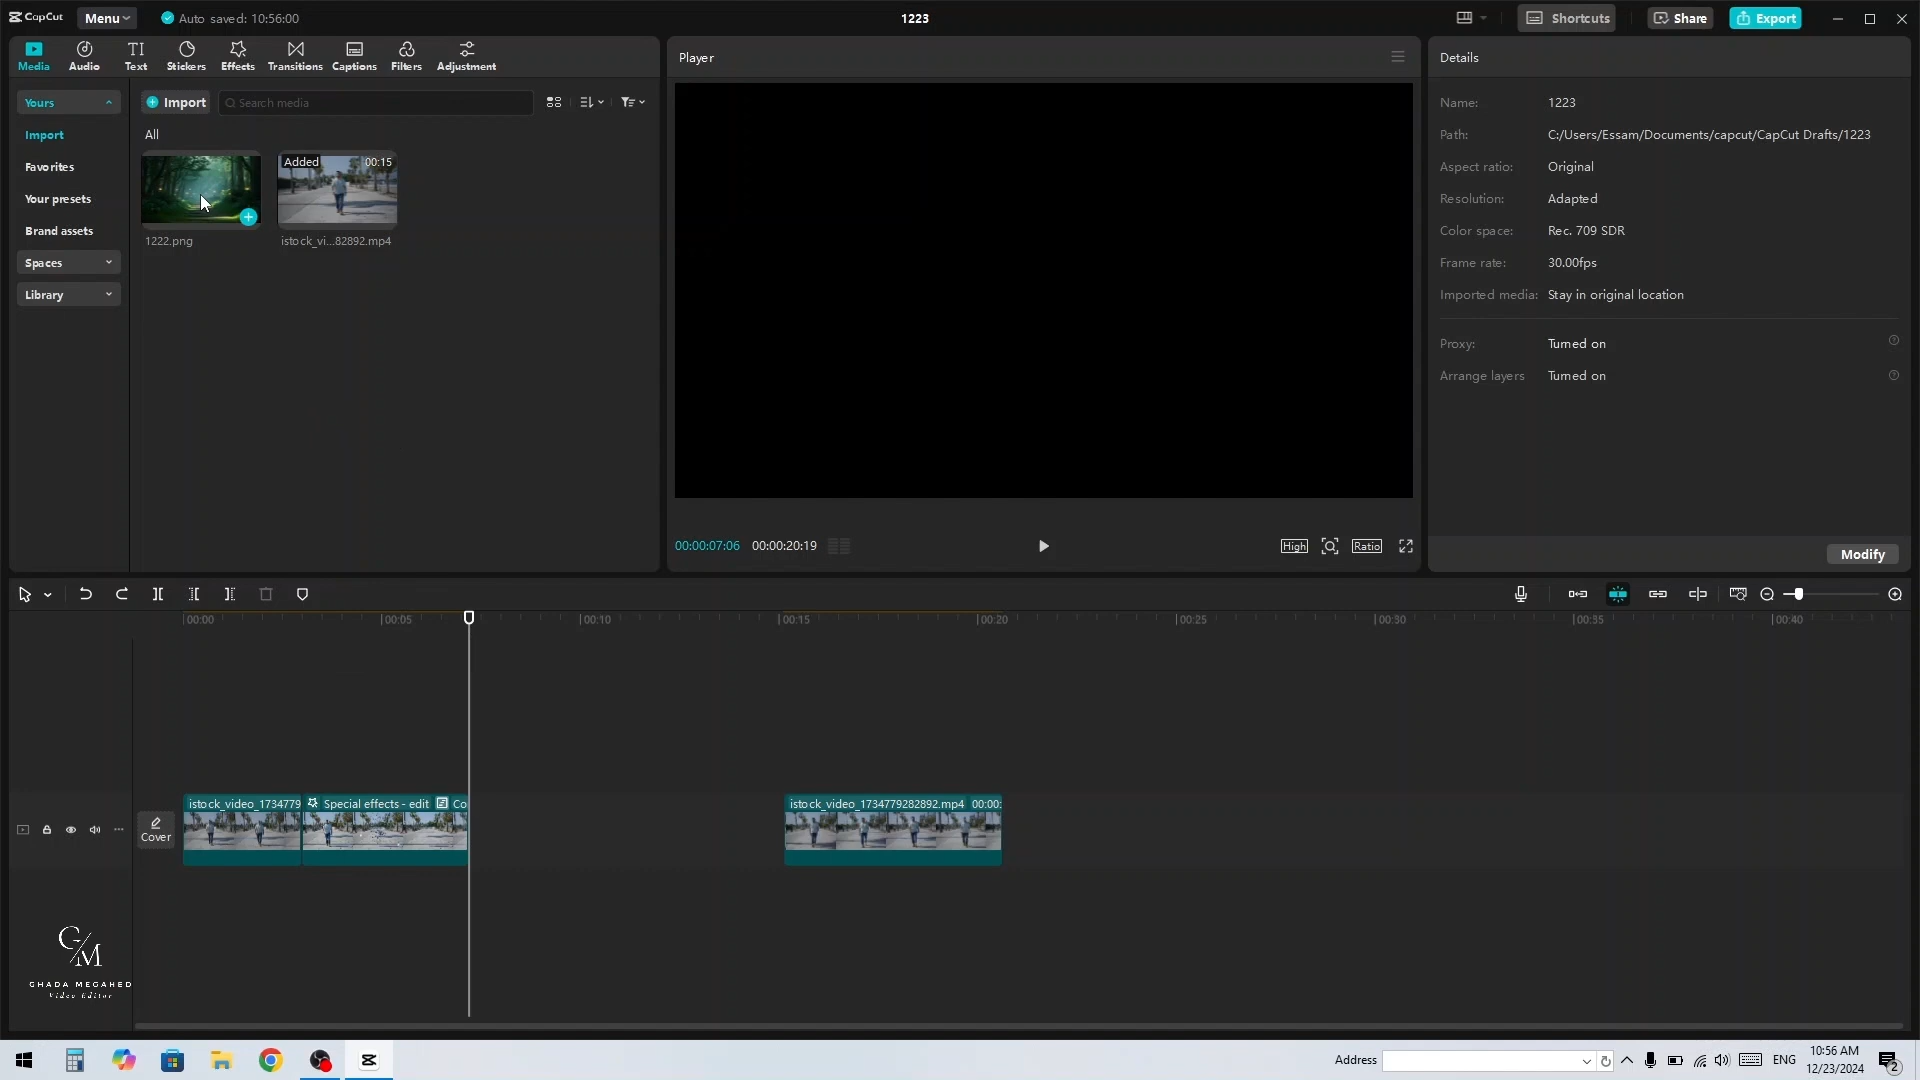 CapCut
Menu
Auto saved: 10:56:00
1223
Shortcuts
Share
Export
Media
Audio
Text
Stickers
Effects
Transitions
Captions
Filters
Adjustment
Player
Details
Yours
Import
Search media
Name:
1223
Import
All
Path:
C:/Users/Essam/Documents/capcut/CapCut Drafts/1223
Favorites
Added
00:15
Aspect ratio:
Original
Your presets
Resolution:
Adapted
Brand assets
1222.png
istock_vi...82892.mp4
Color space:
Rec. 709 SDR
Spaces
Frame rate:
30.00fps
Library
Imported media:
Stay in original location
Proxy:
Turned on
Arrange layers
Turned on
00:00:07:06
00:00:20:19
High
Ratio
Modify
00:00
00:05
00:10
00:15
00:20
00:25
00:30
00:35
00:40
istock_video_1734779
Special effects - edit
Co
istock_video_1734779282892.mp4
00:00:
Cover
G/M
GHADA MEGAHED
Video Editor
Address
ENG
10:56 AM
12/23/2024
2